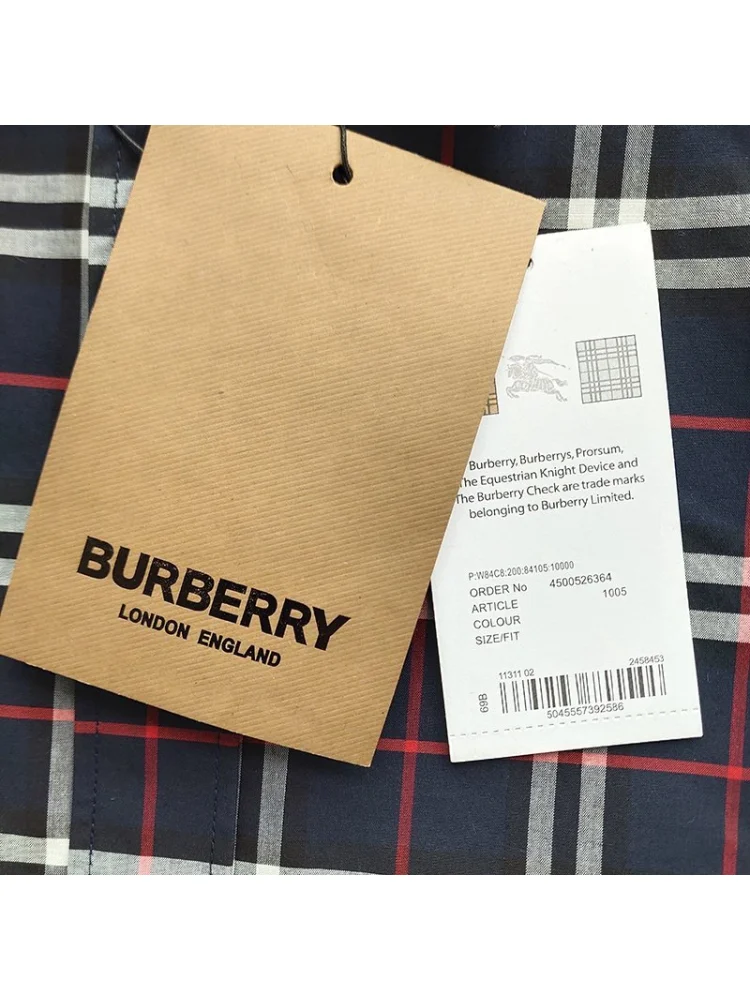 BURBERRY
LONDON ENGLAND
Burberry, Burberrys, Prorsum,
The Equestrian Knight Device and
The Burberry Check are trade marks
belonging to Burberry Limited.
P:W84C8:200:84105:10000
ORDER No 4500526364
ARTICLE 1005
COLOUR
SIZE/FIT
11311 02 2458453
69B
5045557392586